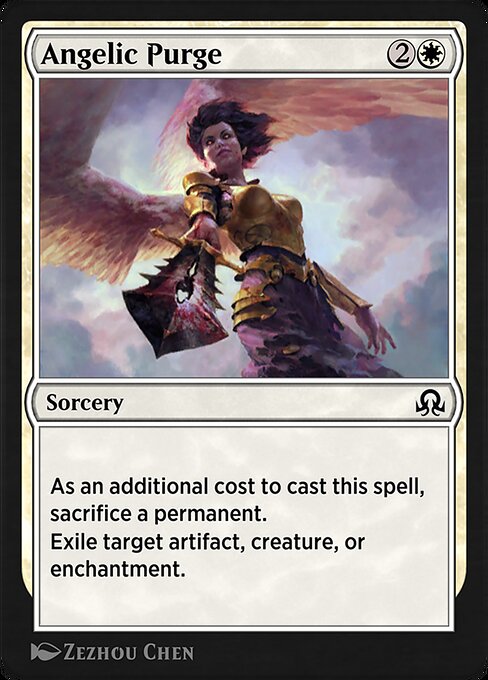 Angelic Purge 2
Sorcery
As an additional cost to cast this spell,
sacrifice a permanent.
Exile target artifact, creature, or
enchantment.
Zezhou Chen